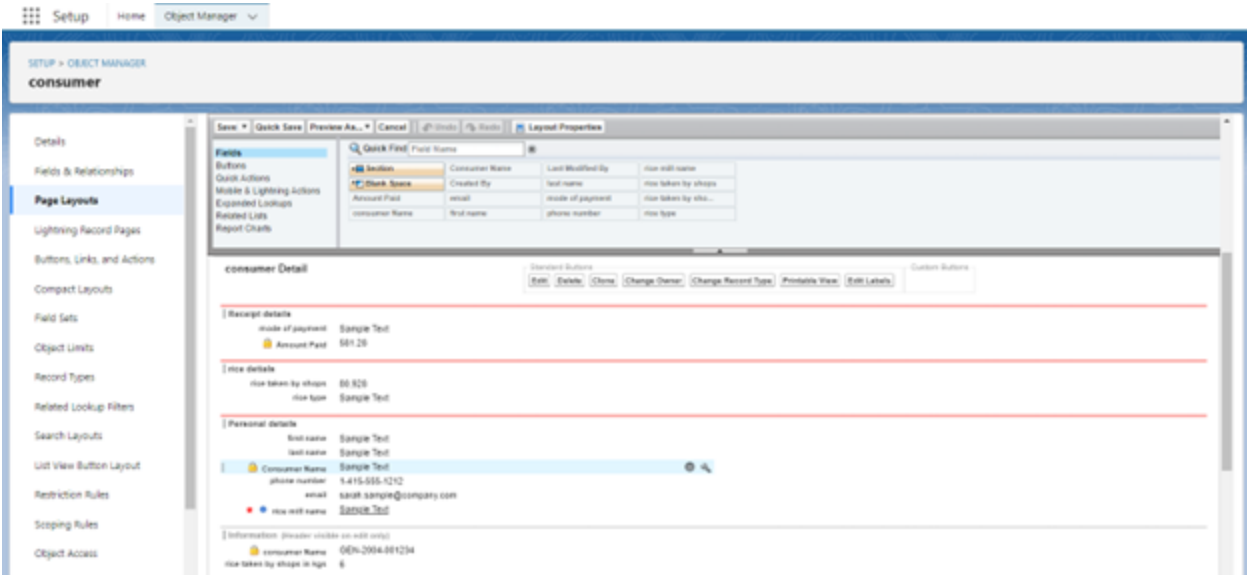 Setup Home Object Manager
SETUP > OBJECT MANAGER
consumer
Details
Fields & Relationships
Page Layouts
Lightning Record Pages
Buttons, Links, and Actions
Compact Layouts
Field Sets
Object Limits
Record Types
Related Lookup Filters
Search Layouts
List View Button Layout
Restriction Rules
Scoping Rules
Object Access
Save Quick Save Preview As... Cancel Undo Redo Layout Properties
Fields
Buttons
Quick Actions
Mobile & Lightning Actions
Expanded Lookups
Related Lists
Report Charts
Quick Find Field Name
Section Consumer Name Last Modified By rice mill name
Blank Space Created By last name rice taken by shops
Amount Paid email mode of payment rice taken by sho...
consumer Name first name phone number rice type
consumer Detail
Standard Buttons
Edit Delete Clone Change Owner Change Record Type Printable View Edit Labels
Custom Buttons
Receipt details
mode of payment Sample Text
Amount Paid
rice details
rice taken by shops
rice type Sample Text
Personal details
first name Sample Text
last name Sample Text
Consumer Name Sample Text
phone number 1-415-555-1212
email sarah.sample@company.com
rice mill name Sample Text
Information (Header visible on edit only)
consumer Name GEN-2004-001234
rice taken by shops in kgs 6